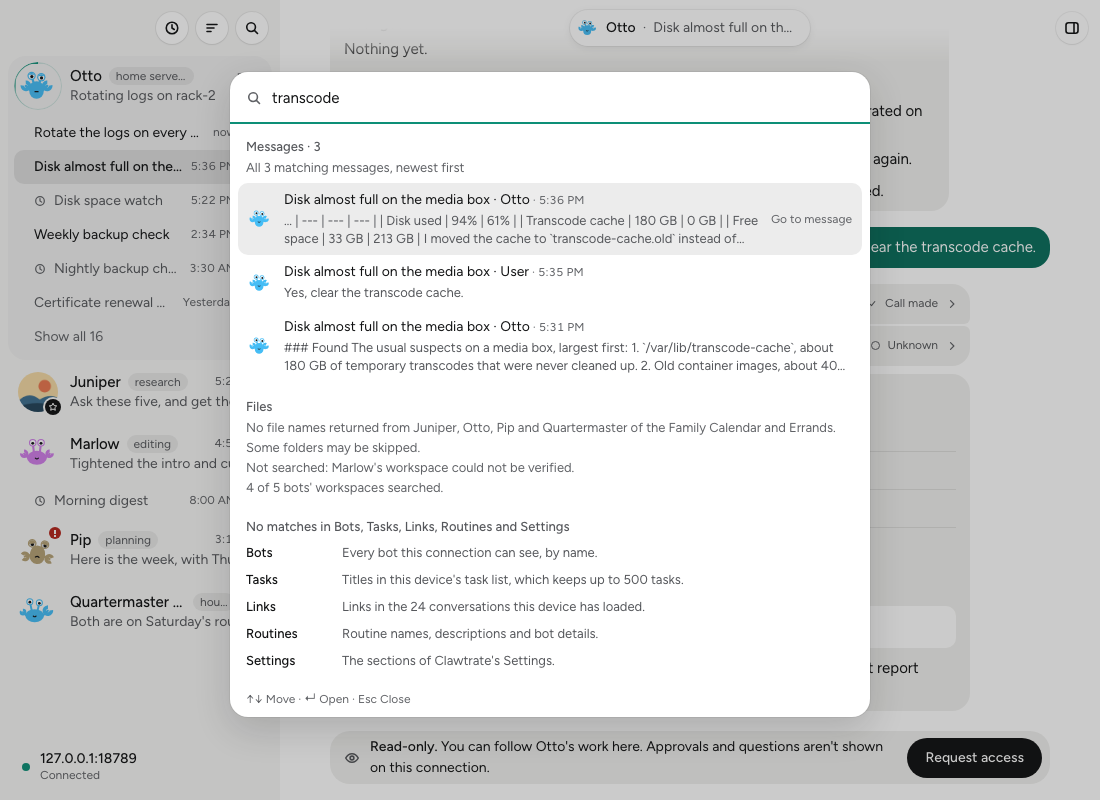 Otto · Disk almost full on th...
Otto home serve...
Rotating logs on rack-2
Rotate the logs on every ...
Disk almost full on the... 5:36 PM
Disk space watch 5:22 PM
Weekly backup check 2:34 PM
Nightly backup ch... 3:30 AM
Certificate renewal ... Yesterda
Show all 16
Juniper research 5:2
Ask these five, and get the
Marlow editing 4:5
Tightened the intro and cu
Morning digest 8:00 AM
Pip planning 3:1
Here is the week, with Thu
Quartermaster ... hou...
Both are on Saturday's rou
127.0.0.1:18789
Connected
Nothing yet.
rated on
again.
ed.
ear the transcode cache.
Call made
Unknown
t report
transcode
Messages · 3
All 3 matching messages, newest first
Disk almost full on the media box · Otto · 5:36 PM
... | --- | --- | --- | | Disk used | 94% | 61% | | Transcode cache | 180 GB | 0 GB | | Free
space | 33 GB | 213 GB | I moved the cache to `transcode-cache.old` instead of...
Go to message
Disk almost full on the media box · User · 5:35 PM
Yes, clear the transcode cache.
Disk almost full on the media box · Otto · 5:31 PM
### Found The usual suspects on a media box, largest first: 1. `/var/lib/transcode-cache`, about
180 GB of temporary transcodes that were never cleaned up. 2. Old container images, about 40...
Files
No file names returned from Juniper, Otto, Pip and Quartermaster of the Family Calendar and Errands.
Some folders may be skipped.
Not searched: Marlow's workspace could not be verified.
4 of 5 bots' workspaces searched.
No matches in Bots, Tasks, Links, Routines and Settings
Bots Every bot this connection can see, by name.
Tasks Titles in this device's task list, which keeps up to 500 tasks.
Links Links in the 24 conversations this device has loaded.
Routines Routine names, descriptions and bot details.
Settings The sections of Clawtrate's Settings.
↑↓ Move · ↵ Open · Esc Close
Read-only. You can follow Otto's work here. Approvals and questions aren't shown
on this connection.
Request access